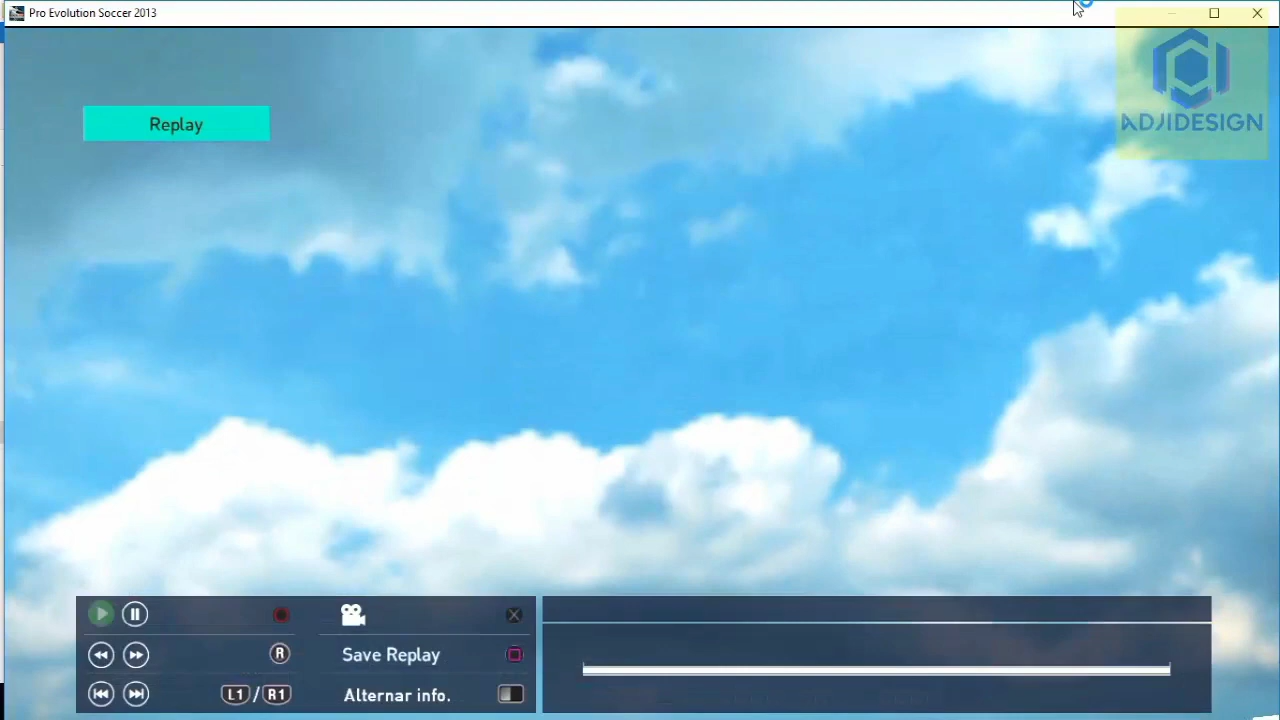 Pro Evolution Soccer 2013
ADJIDESIGN
Replay
R
Save Replay
L1 / R1
Alternar info.